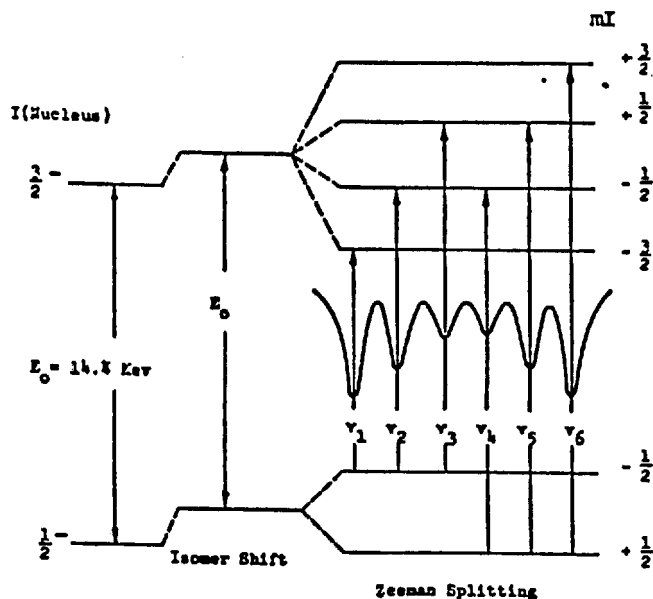 mI
+ 3/2
I(Nucleus)
+ 1/2
3/2 -
- 1/2
- 3/2
E₀
E₀ = 14.4 Kev
v₁ v₂ v₃ v₄ v₅ v₆
- 1/2
1/2 -
Isomer Shift
+ 1/2
Zeeman Splitting